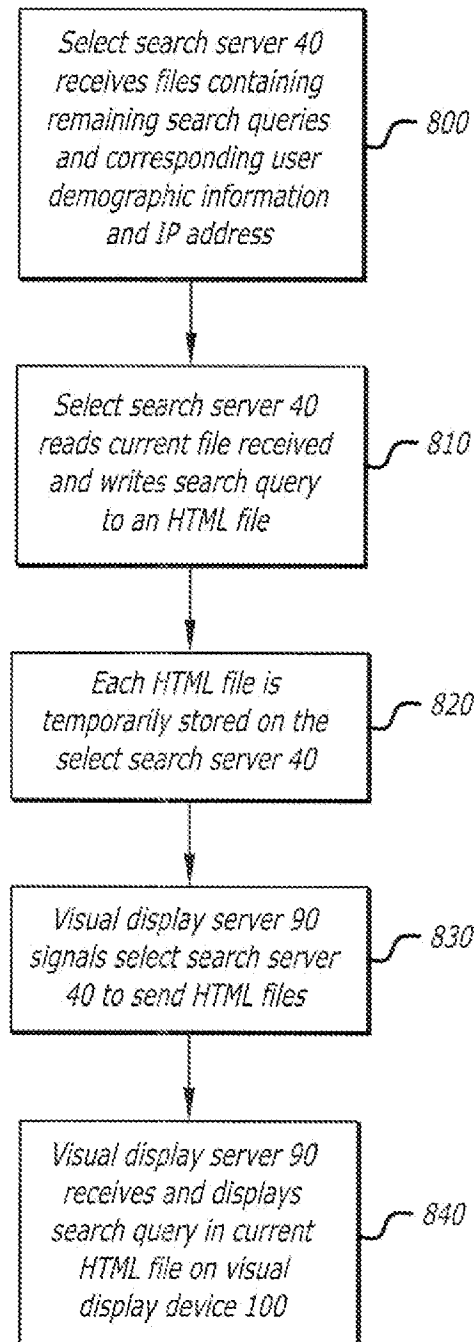 Select search server 40
receives files containing
remaining search queries
and corresponding user
demographic information
and IP address
800
Select search server 40
reads current file received
and writes search query
to an HTML file
810
Each HTML file is
temporarily stored on the
select search server 40
820
Visual display server 90
signals select search server
40 to send HTML files
830
Visual display server 90
receives and displays
search query in current
HTML file on visual
display device 100
840